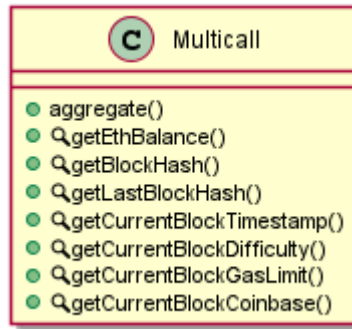 C Multicall
aggregate()
getEthBalance()
getBlockHash()
getLastBlockHash()
getCurrentBlockTimestamp()
getCurrentBlockDifficulty()
getCurrentBlockGasLimit()
getCurrentBlockCoinbase()